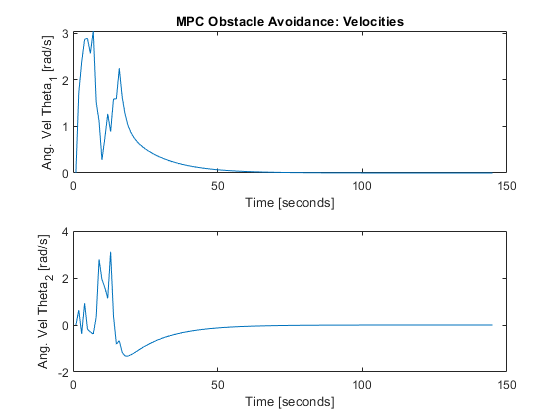 MPC Obstacle Avoidance: Velocities
3
2
1
0
Ang. Vel Theta1 [rad/s]
0 50 100 150
Time [seconds]
4
2
0
-2
Ang. Vel Theta2 [rad/s]
0 50 100 150
Time [seconds]